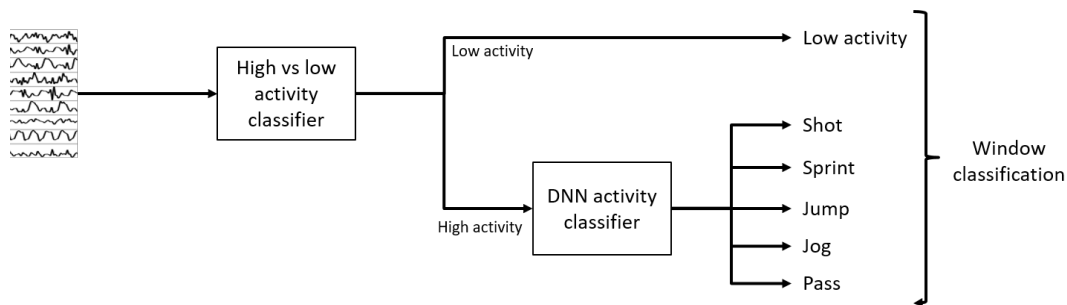 High vs low
activity
classifier
Low activity
Low activity
High activity
DNN activity
classifier
Shot
Sprint
Jump
Jog
Pass
Window
classification